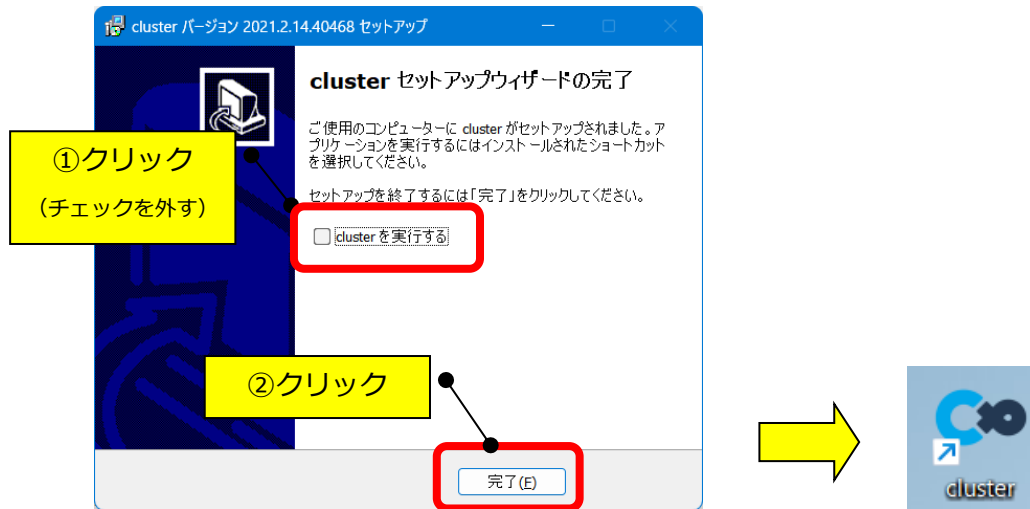 cluster バージョン 2021.2.14.40468 セットアップ
cluster セットアップウィザードの完了
ご使用のコンピューターに cluster がセットアップされました。ア
プリケーションを実行するにはインストールされたショートカット
を選択してください。
セットアップを終了するには「完了」をクリックしてください。
①クリック
（チェックを外す）
clusterを実行する
②クリック
完了(F)
cluster